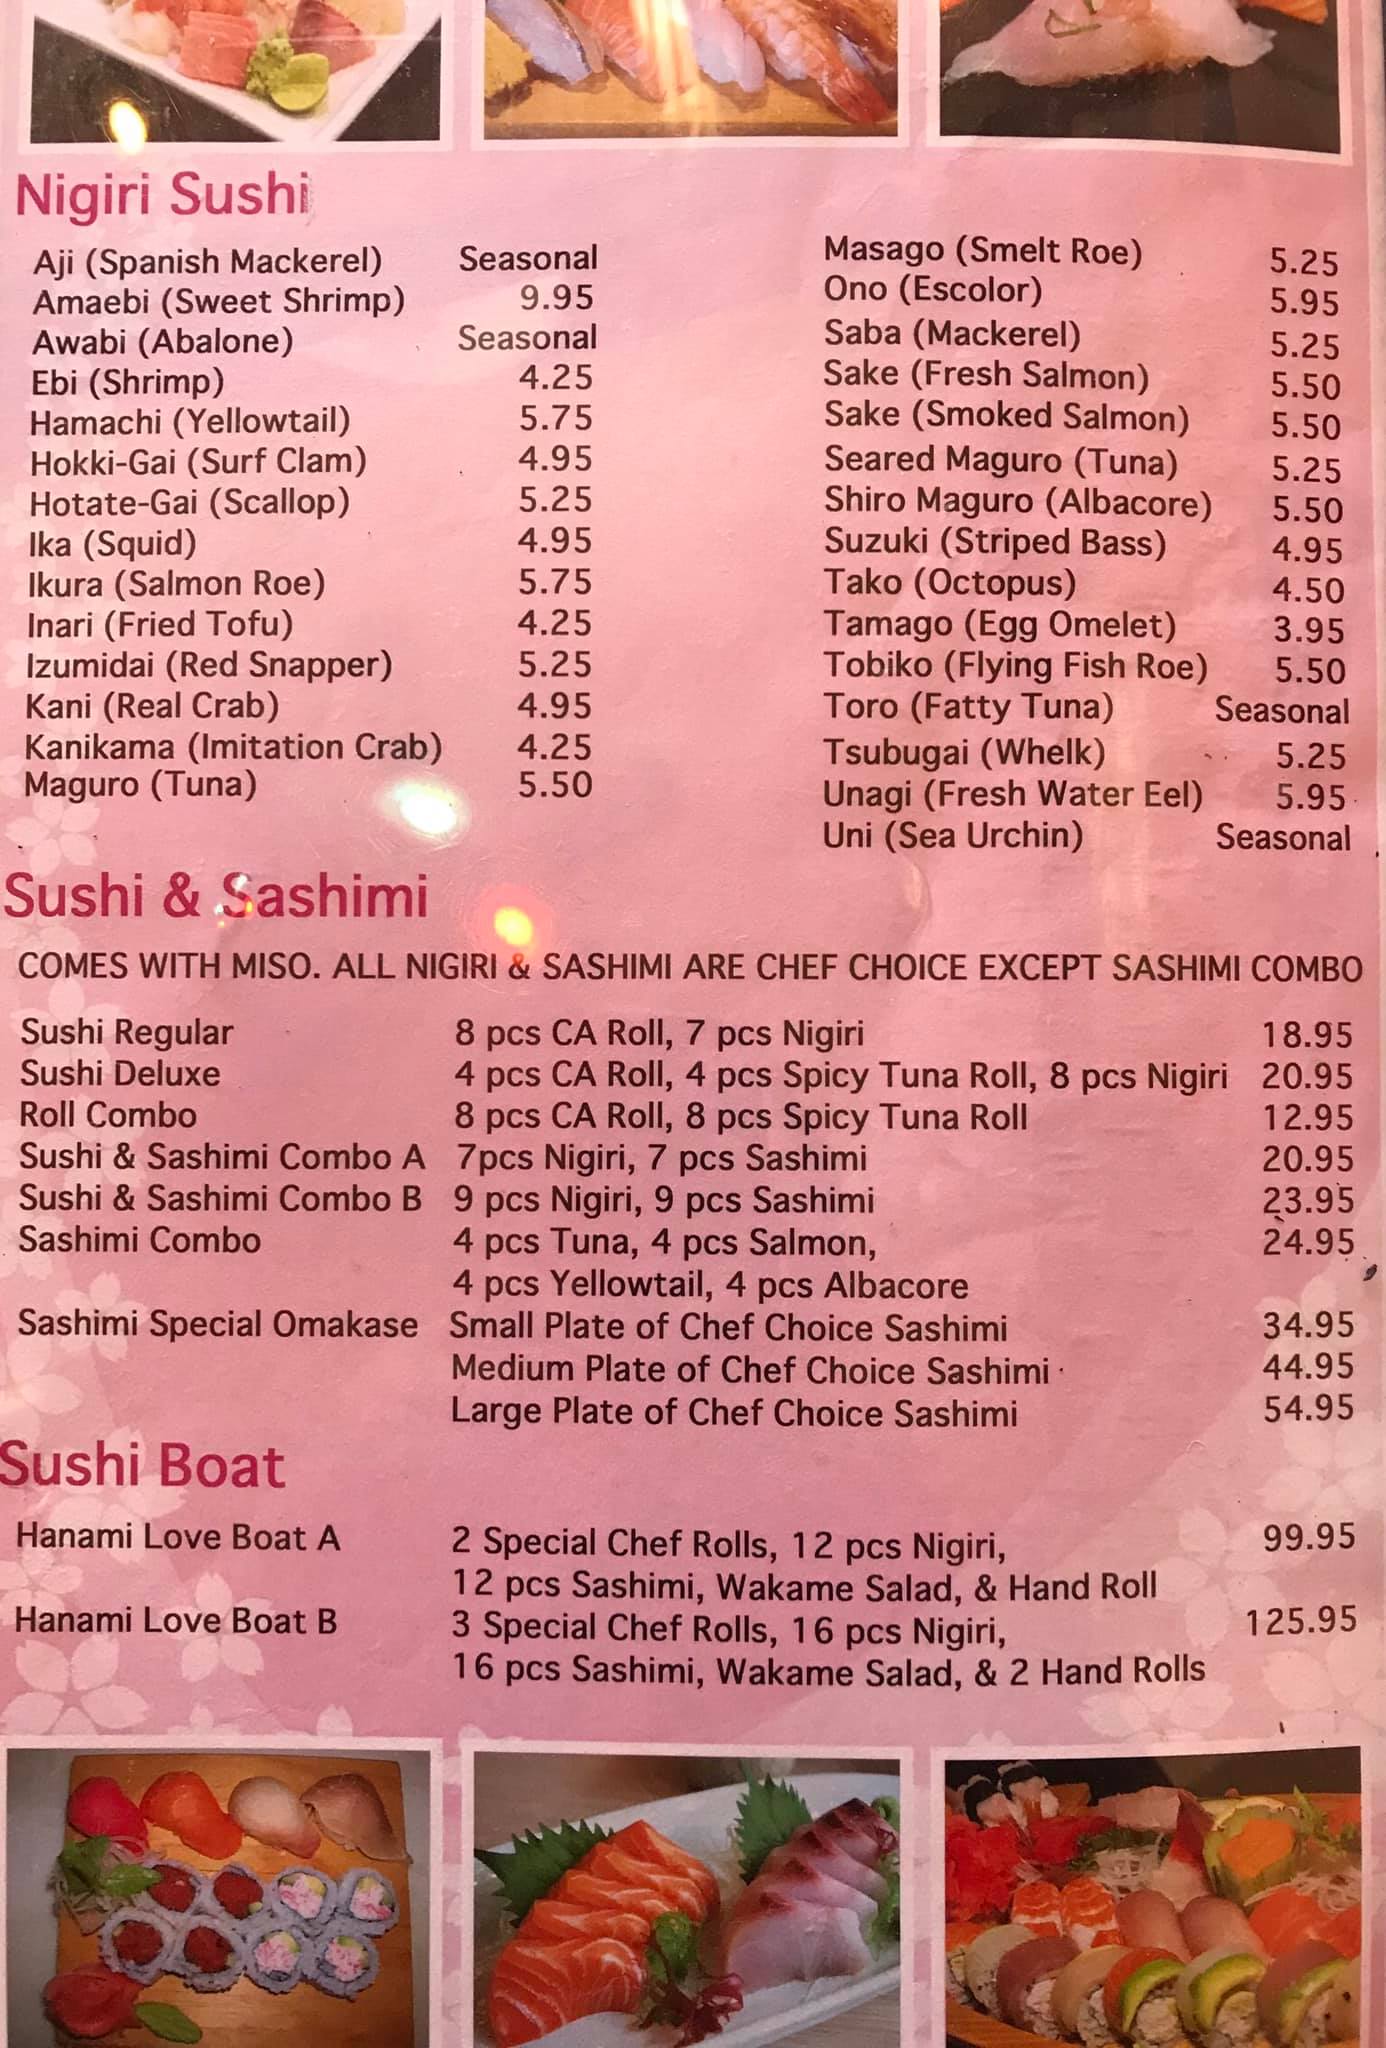 Nigiri Sushi
Aji (Spanish Mackerel) Seasonal
Amaebi (Sweet Shrimp) 9.95
Awabi (Abalone) Seasonal
Ebi (Shrimp) 4.25
Hamachi (Yellowtail) 5.75
Hokki-Gai (Surf Clam) 4.95
Hotate-Gai (Scallop) 5.25
Ika (Squid) 4.95
Ikura (Salmon Roe) 5.75
Inari (Fried Tofu) 4.25
Izumidai (Red Snapper) 5.25
Kani (Real Crab) 4.95
Kanikama (Imitation Crab) 4.25
Maguro (Tuna) 5.50
Masago (Smelt Roe) 5.25
Ono (Escolor) 5.95
Saba (Mackerel) 5.25
Sake (Fresh Salmon) 5.50
Sake (Smoked Salmon) 5.50
Seared Maguro (Tuna) 5.25
Shiro Maguro (Albacore) 5.50
Suzuki (Striped Bass) 4.95
Tako (Octopus) 4.50
Tamago (Egg Omelet) 3.95
Tobiko (Flying Fish Roe) 5.50
Toro (Fatty Tuna) Seasonal
Tsubugai (Whelk) 5.25
Unagi (Fresh Water Eel) 5.95
Uni (Sea Urchin) Seasonal
Sushi & Sashimi
COMES WITH MISO. ALL NIGIRI & SASHIMI ARE CHEF CHOICE EXCEPT SASHIMI COMBO
Sushi Regular 8 pcs CA Roll, 7 pcs Nigiri 18.95
Sushi Deluxe 4 pcs CA Roll, 4 pcs Spicy Tuna Roll, 8 pcs Nigiri 20.95
Roll Combo 8 pcs CA Roll, 8 pcs Spicy Tuna Roll 12.95
Sushi & Sashimi Combo A 7pcs Nigiri, 7 pcs Sashimi 20.95
Sushi & Sashimi Combo B 9 pcs Nigiri, 9 pcs Sashimi 23.95
Sashimi Combo 4 pcs Tuna, 4 pcs Salmon, 24.95
4 pcs Yellowtail, 4 pcs Albacore
Sashimi Special Omakase Small Plate of Chef Choice Sashimi 34.95
Medium Plate of Chef Choice Sashimi 44.95
Large Plate of Chef Choice Sashimi 54.95
Sushi Boat
Hanami Love Boat A 2 Special Chef Rolls, 12 pcs Nigiri, 99.95
12 pcs Sashimi, Wakame Salad, & Hand Roll
Hanami Love Boat B 3 Special Chef Rolls, 16 pcs Nigiri, 125.95
16 pcs Sashimi, Wakame Salad, & 2 Hand Rolls